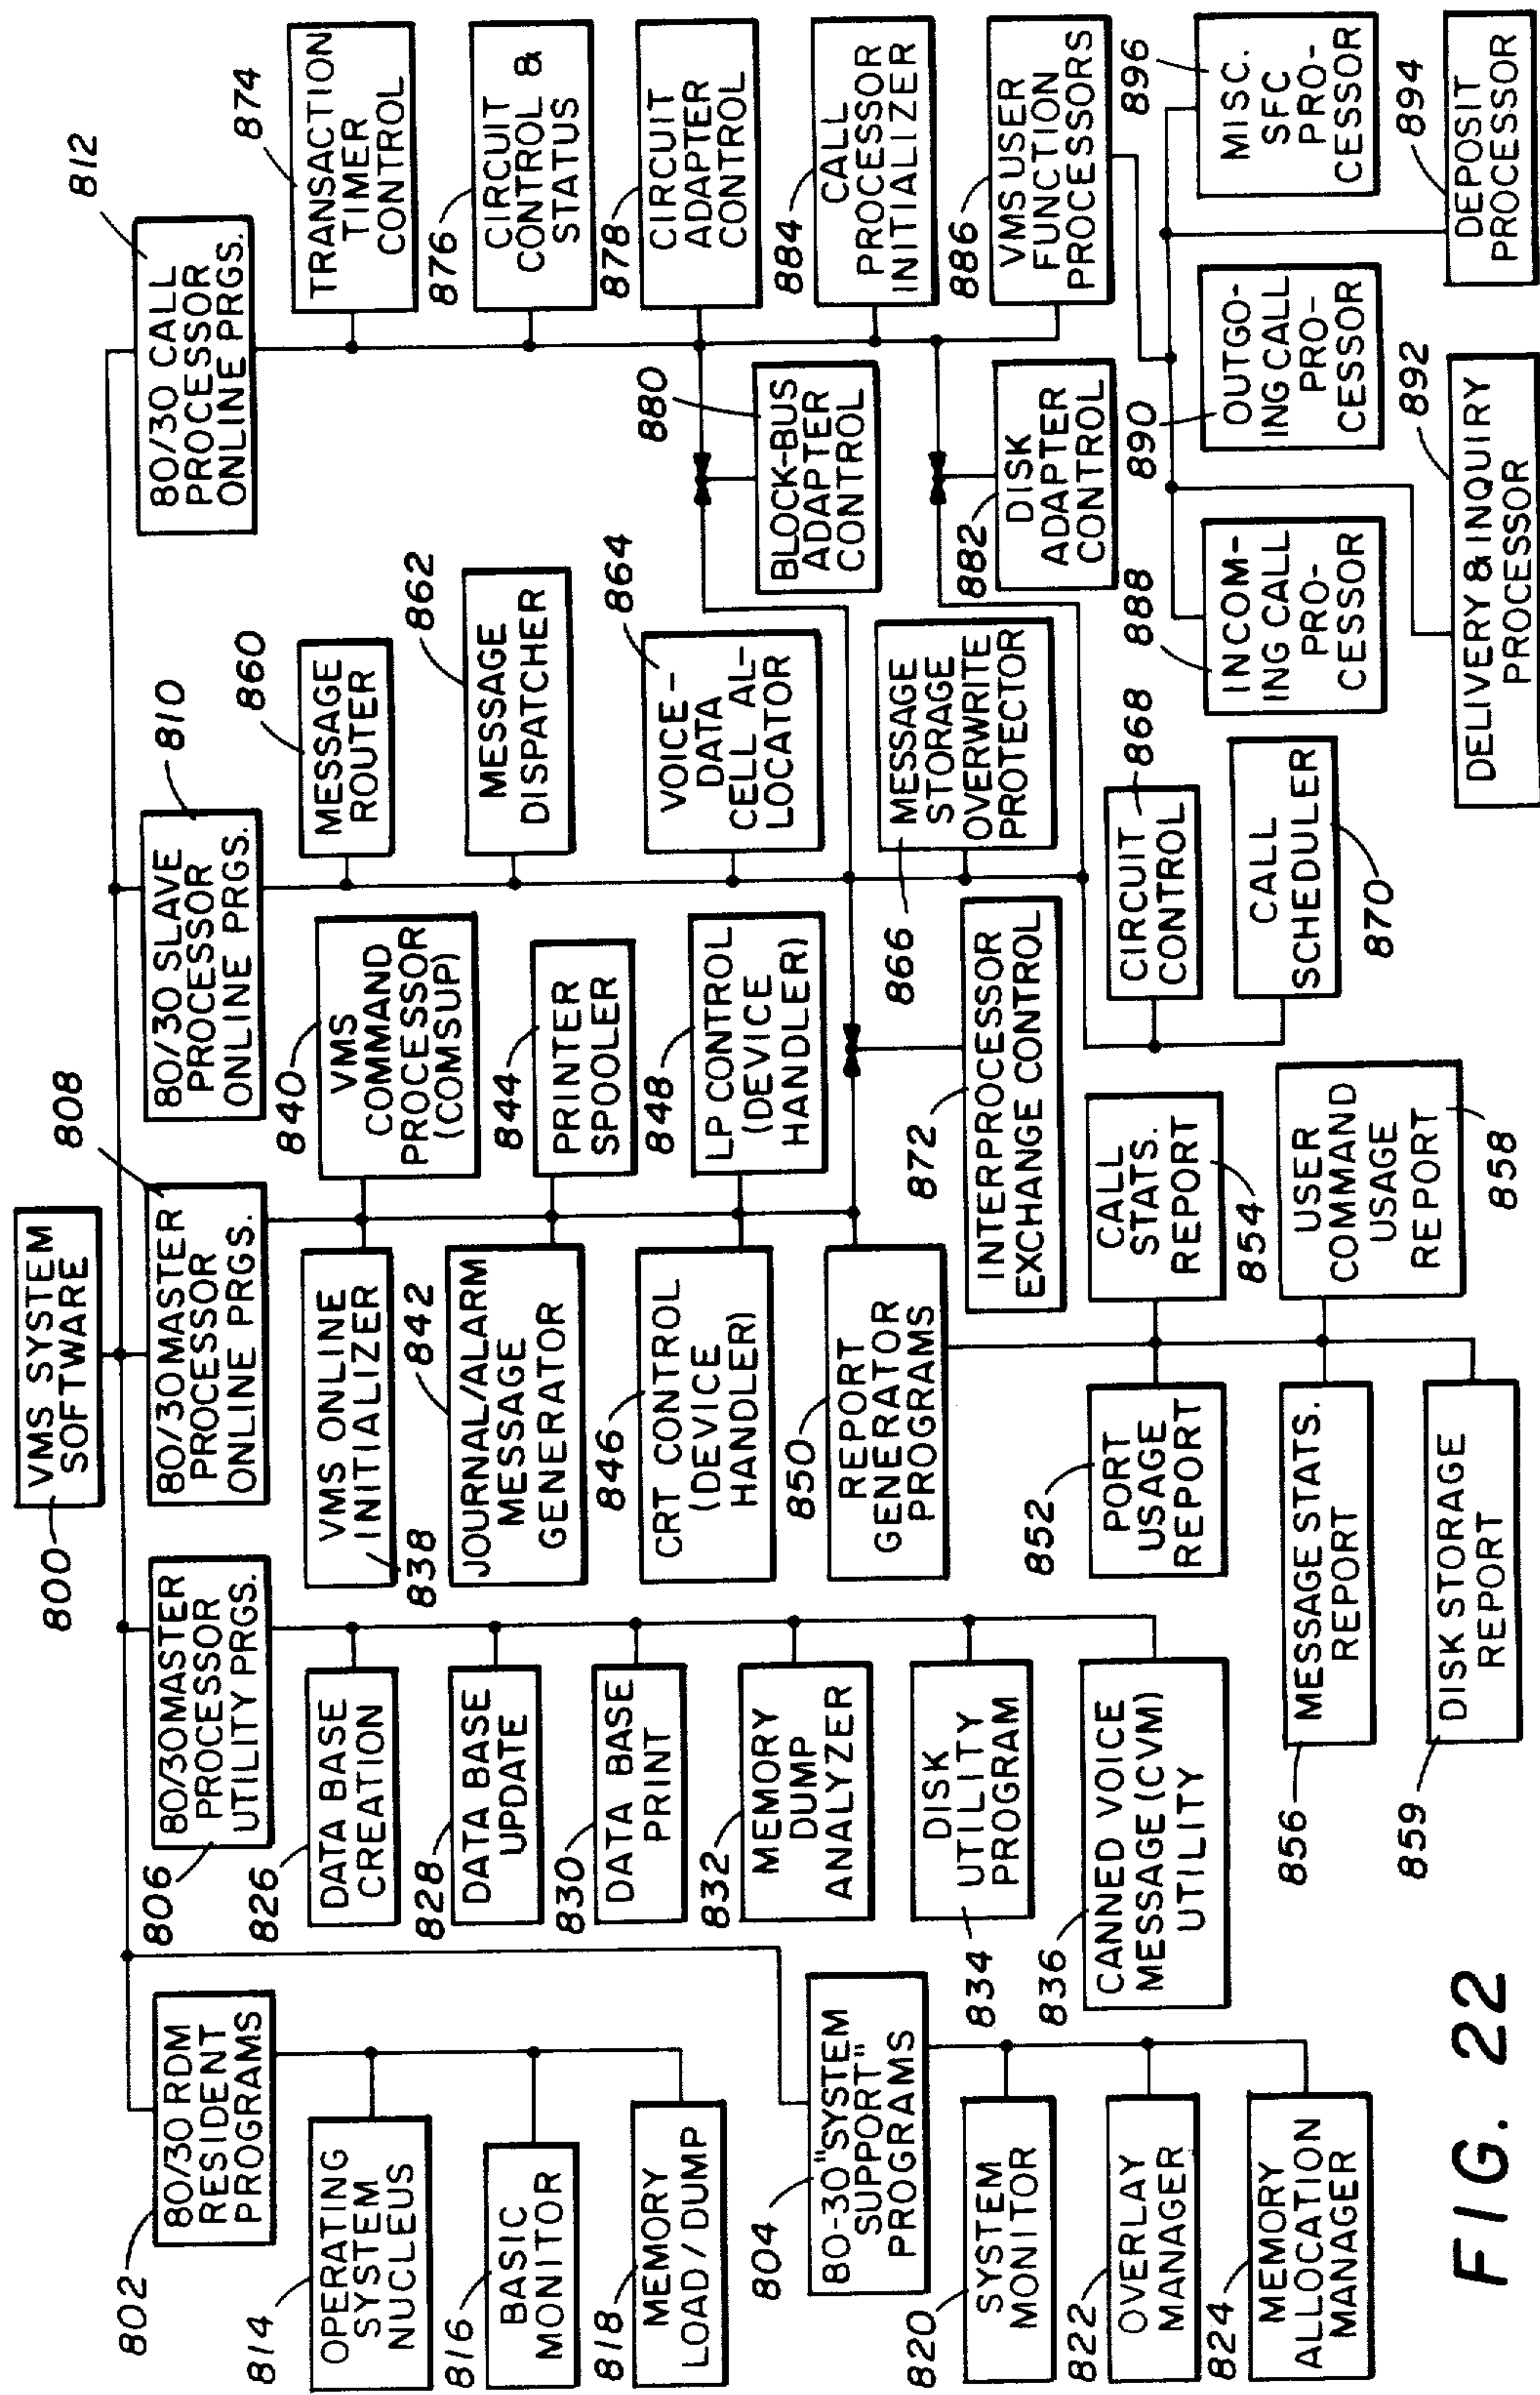 VMS SYSTEM
SOFTWARE
800
80/30 RDM
RESIDENT
PROGRAMS
802
OPERATING
SYSTEM
NUCLEUS
814
BASIC
MONITOR
816
MEMORY
LOAD / DUMP
818
80-30 "SYSTEM
SUPPORT"
PROGRAMS
804
SYSTEM
MONITOR
820
OVERLAY
MANAGER
822
MEMORY
ALLOCATION
MANAGER
824
80/30 MASTER
PROCESSOR
UTILITY PRGS.
806
DATA BASE
CREATION
826
DATA BASE
UPDATE
828
DATA BASE
PRINT
830
MEMORY
DUMP
ANALYZER
832
DISK
UTILITY
PROGRAM
834
CANNED VOICE
MESSAGE (CVM)
UTILITY
836
80/30 MASTER
PROCESSOR
ONLINE PRGS.
808
VMS ONLINE
INITIALIZER
838
VMS
COMMAND
PROCESSOR
(COMSUP)
840
JOURNAL/ALARM
MESSAGE
GENERATOR
842
PRINTER
SPOOLER
844
CRT CONTROL
(DEVICE
HANDLER)
846
LP CONTROL
(DEVICE
HANDLER)
848
REPORT
GENERATOR
PROGRAMS
850
PORT
USAGE
REPORT
852
CALL
STATS.
REPORT
854
MESSAGE STATS.
REPORT
856
USER
COMMAND
USAGE
REPORT
858
DISK STORAGE
REPORT
859
INTERPROCESSOR
EXCHANGE CONTROL
872
80/30 SLAVE
PROCESSOR
ONLINE PRGS.
810
MESSAGE
ROUTER
860
MESSAGE
DISPATCHER
862
VOICE-
DATA
CELL AL-
LOCATOR
864
MESSAGE
STORAGE
OVERWRITE
PROTECTOR
866
CIRCUIT
CONTROL
868
CALL
SCHEDULER
870
80/30 CALL
PROCESSOR
ONLINE PRGS.
812
TRANSACTION
TIMER
CONTROL
874
CIRCUIT
CONTROL &
STATUS
876
CIRCUIT
ADAPTER
CONTROL
878
BLOCK-BUS
ADAPTER
CONTROL
880
DISK
ADAPTER
CONTROL
882
CALL
PROCESSOR
INITIALIZER
884
VMS USER
FUNCTION
PROCESSORS
886
INCOM-
ING CALL
PRO-
CESSOR
888
OUTGO-
ING CALL
PRO-
CESSOR
890
DELIVERY & INQUIRY
PROCESSOR
892
DEPOSIT
PROCESSOR
894
MISC.
SFC
PRO-
CESSOR
896
FIG. 22